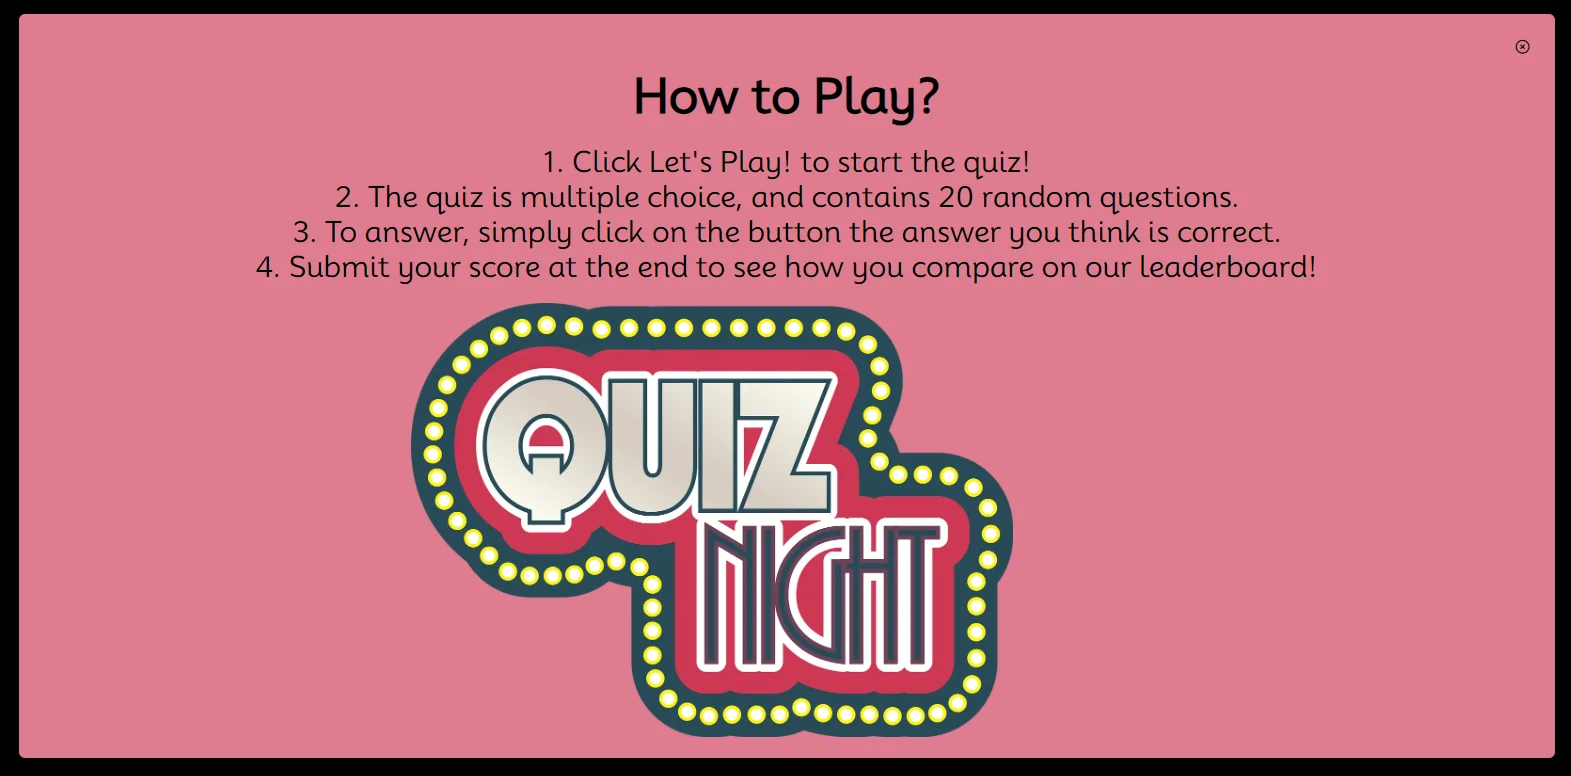 How to Play?
1. Click Let's Play! to start the quiz!
2. The quiz is multiple choice, and contains 20 random questions.
3. To answer, simply click on the button the answer you think is correct.
4. Submit your score at the end to see how you compare on our leaderboard!
QUIZ
NIGHT